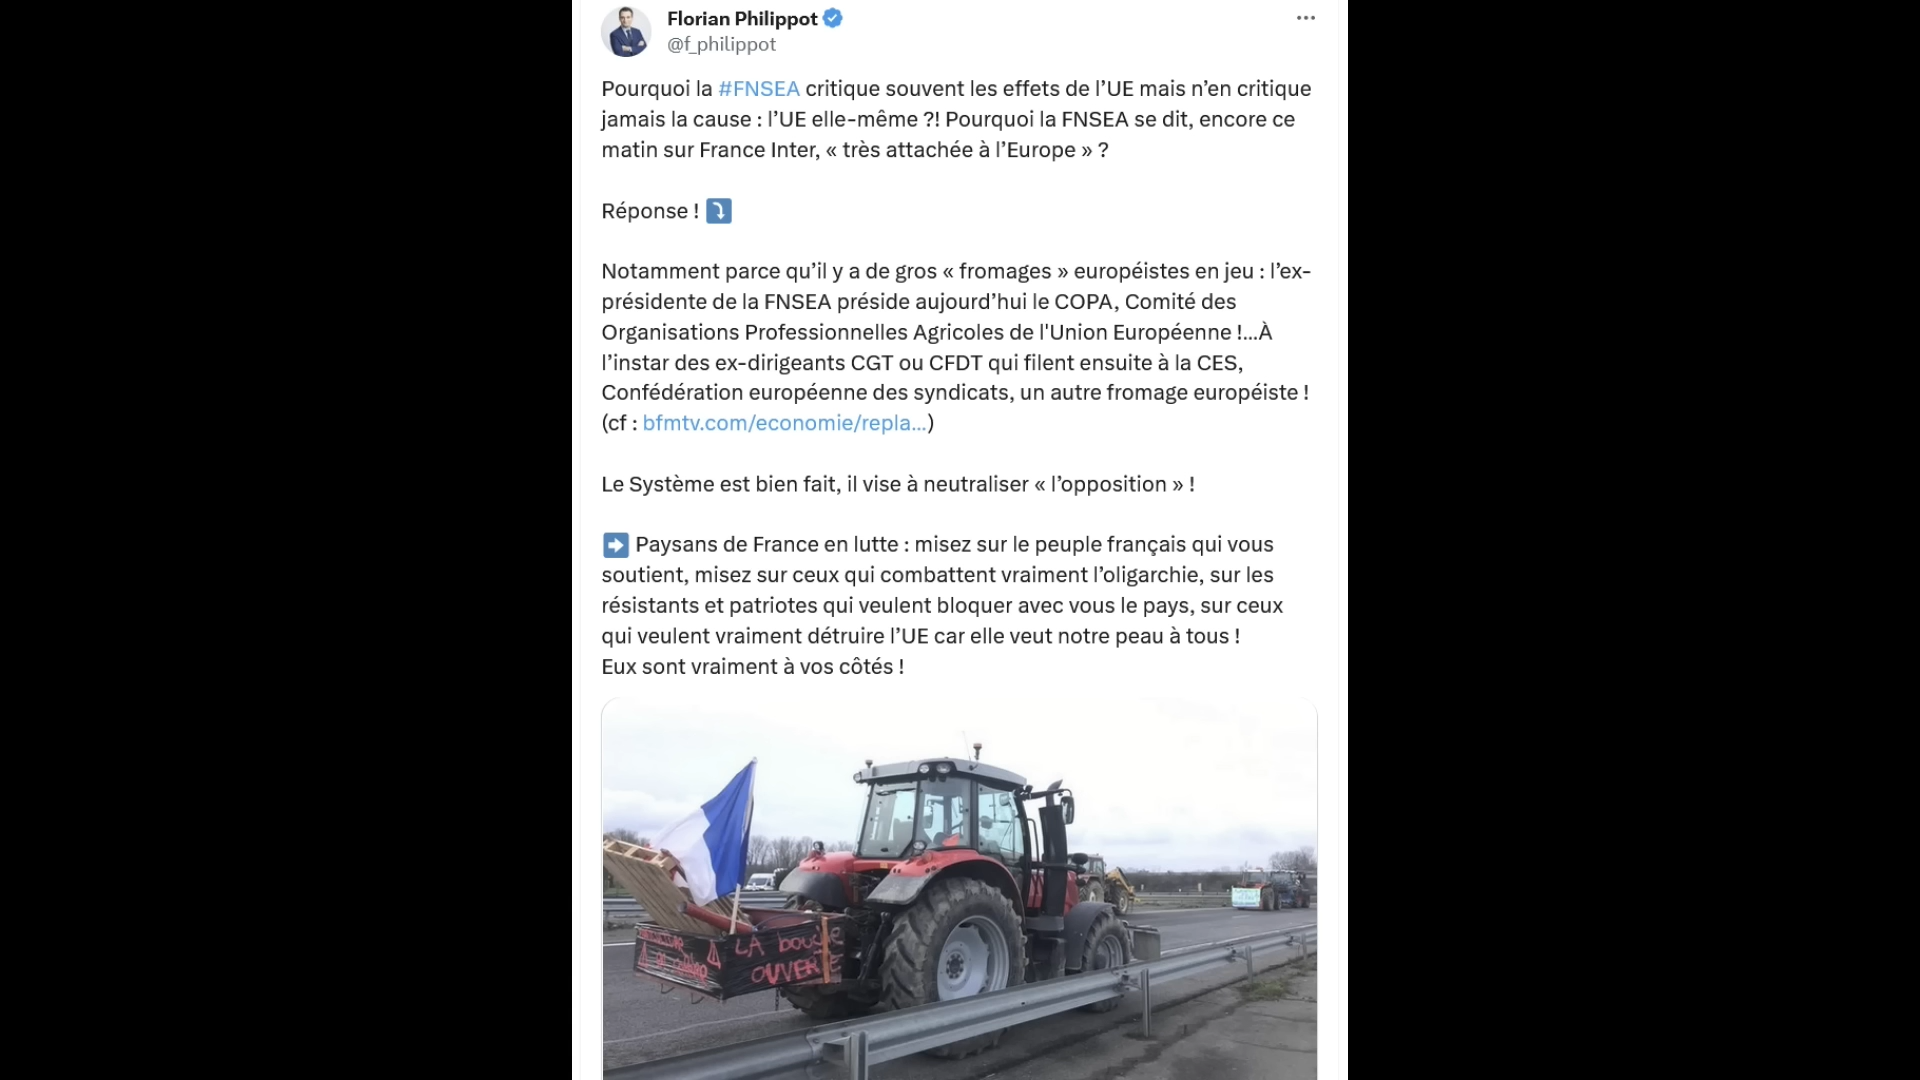 Florian Philippot
@f_philippot
Pourquoi la #FNSEA critique souvent les effets de l’UE mais n’en critique
jamais la cause : l’UE elle-même ?! Pourquoi la FNSEA se dit, encore ce
matin sur France Inter, « très attachée à l’Europe » ?
Réponse !
Notamment parce qu’il y a de gros « fromages » européistes en jeu : l’ex-
présidente de la FNSEA préside aujourd’hui le COPA, Comité des
Organisations Professionnelles Agricoles de l'Union Européenne !...À
l’instar des ex-dirigeants CGT ou CFDT qui filent ensuite à la CES,
Confédération européenne des syndicats, un autre fromage européiste !
(cf : bfmtv.com/economie/repla...)
Le Système est bien fait, il vise à neutraliser « l’opposition » !
Paysans de France en lutte : misez sur le peuple français qui vous
soutient, misez sur ceux qui combattent vraiment l’oligarchie, sur les
résistants et patriotes qui veulent bloquer avec vous le pays, sur ceux
qui veulent vraiment détruire l’UE car elle veut notre peau à tous !
Eux sont vraiment à vos côtés !
LA bouche
OUVERTE